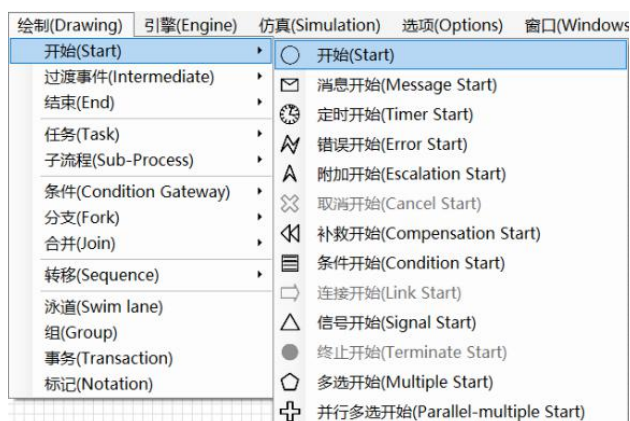 绘制(Drawing) 引擎(Engine) 仿真(Simulation) 选项(Options) 窗口(Windows
开始(Start)
过渡事件(Intermediate)
结束(End)
任务(Task)
子流程(Sub-Process)
条件(Condition Gateway)
分支(Fork)
合并(Join)
转移(Sequence)
泳道(Swim lane)
组(Group)
事务(Transaction)
标记(Notation)
开始(Start)
消息开始(Message Start)
定时开始(Timer Start)
错误开始(Error Start)
附加开始(Escalation Start)
取消开始(Cancel Start)
补救开始(Compensation Start)
条件开始(Condition Start)
连接开始(Link Start)
信号开始(Signal Start)
终止开始(Terminate Start)
多选开始(Multiple Start)
并行多选开始(Parallel-multiple Start)